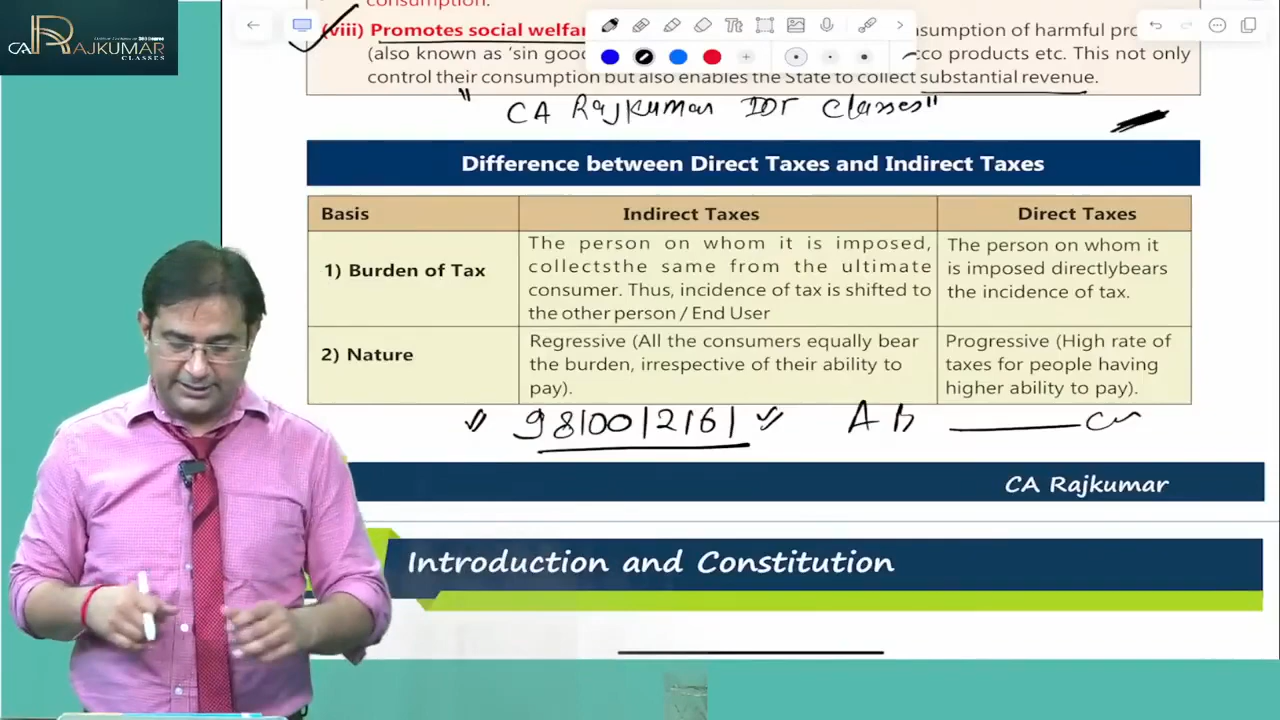 consumption.
(viii) Promotes social welfar
sumption of harmful pro
(also known as 'sin good
cco products etc. This not only
control their consumption but also enables the State to collect substantial revenue.
" CA Rajkumar IDT Classes"
CA RAJKUMAR
CLASSES
Difference between Direct Taxes and Indirect Taxes
Basis Indirect Taxes Direct Taxes
1) Burden of Tax
The person on whom it is imposed,
collectsthe same from the ultimate
consumer. Thus, incidence of tax is shifted to
the other person / End User
The person on whom it
is imposed directlybears
the incidence of tax.
2) Nature
Regressive (All the consumers equally bear
the burden, irrespective of their ability to
pay).
Progressive (High rate of
taxes for people having
higher ability to pay).
9810012161 A B
CA Rajkumar
Introduction and Constitution